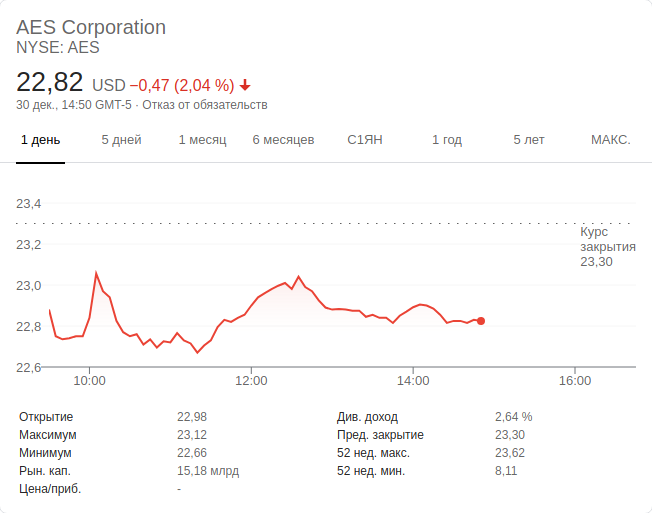 AES Corporation
NYSE: AES
22,82 USD −0,47 (2,04 %)
30 дек., 14:50 GMT-5 · Отказ от обязательств
1 день 5 дней 1 месяц 6 месяцев С1ЯН 1 год 5 лет МАКС.
23,4
Курс
закрытия
23,30
23,2
23,0
22,8
22,6
10:00 12:00 14:00 16:00
Открытие 22,98 Див. доход 2,64 %
Максимум 23,12 Пред. закрытие 23,30
Минимум 22,66 52 нед. макс. 23,62
Рын. кап. 15,18 млрд 52 нед. мин. 8,11
Цена/приб. -